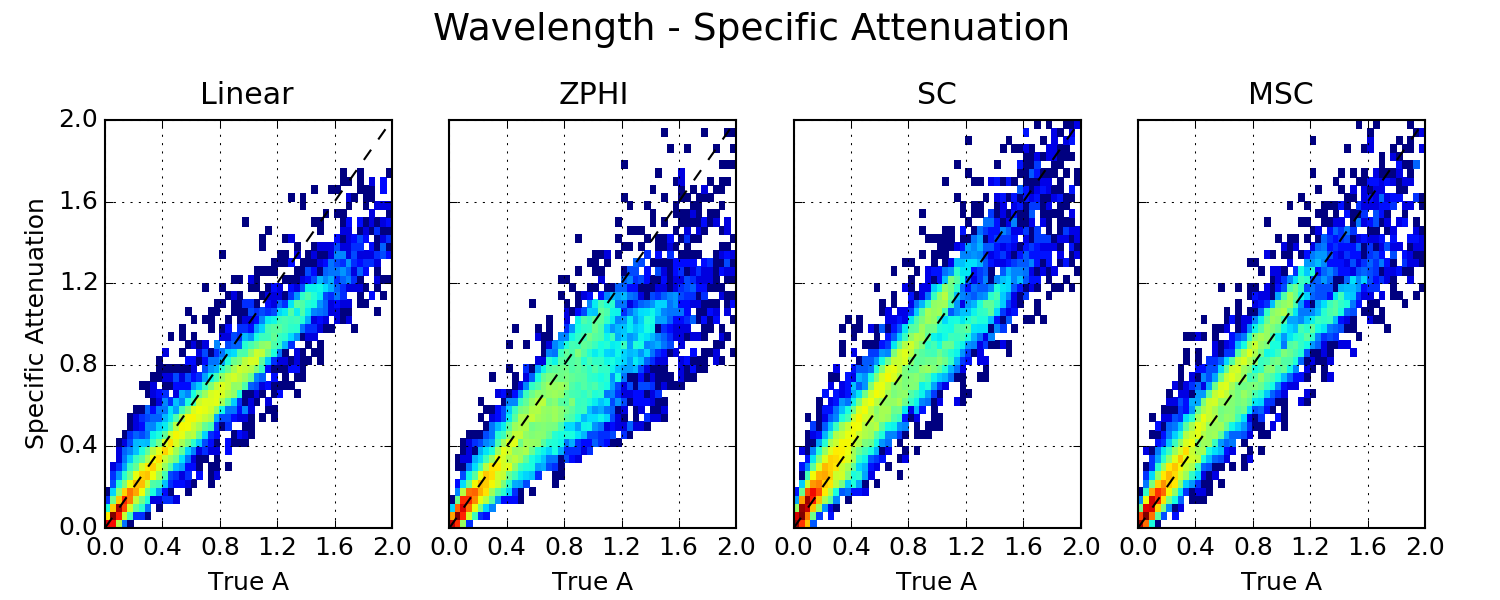 Wavelength - Specific Attenuation
Linear ZPHI SC MSC
Specific Attenuation
2.0
1.6
1.2
0.8
0.4
0.0
0.0 0.4 0.8 1.2 1.6 2.0 0.0 0.4 0.8 1.2 1.6 2.0 0.0 0.4 0.8 1.2 1.6 2.0 0.0 0.4 0.8 1.2 1.6 2.0
True A True A True A True A